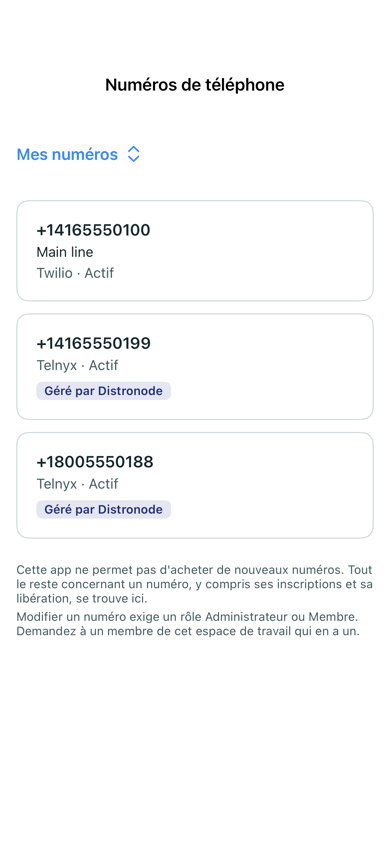 Numéros de téléphone
Mes numéros
+14165550100
Main line
Twilio · Actif
+14165550199
Telnyx · Actif
Géré par Distronode
+18005550188
Telnyx · Actif
Géré par Distronode
Cette app ne permet pas d'acheter de nouveaux numéros. Tout
le reste concernant un numéro, y compris ses inscriptions et sa
libération, se trouve ici.
Modifier un numéro exige un rôle Administrateur ou Membre.
Demandez à un membre de cet espace de travail qui en a un.